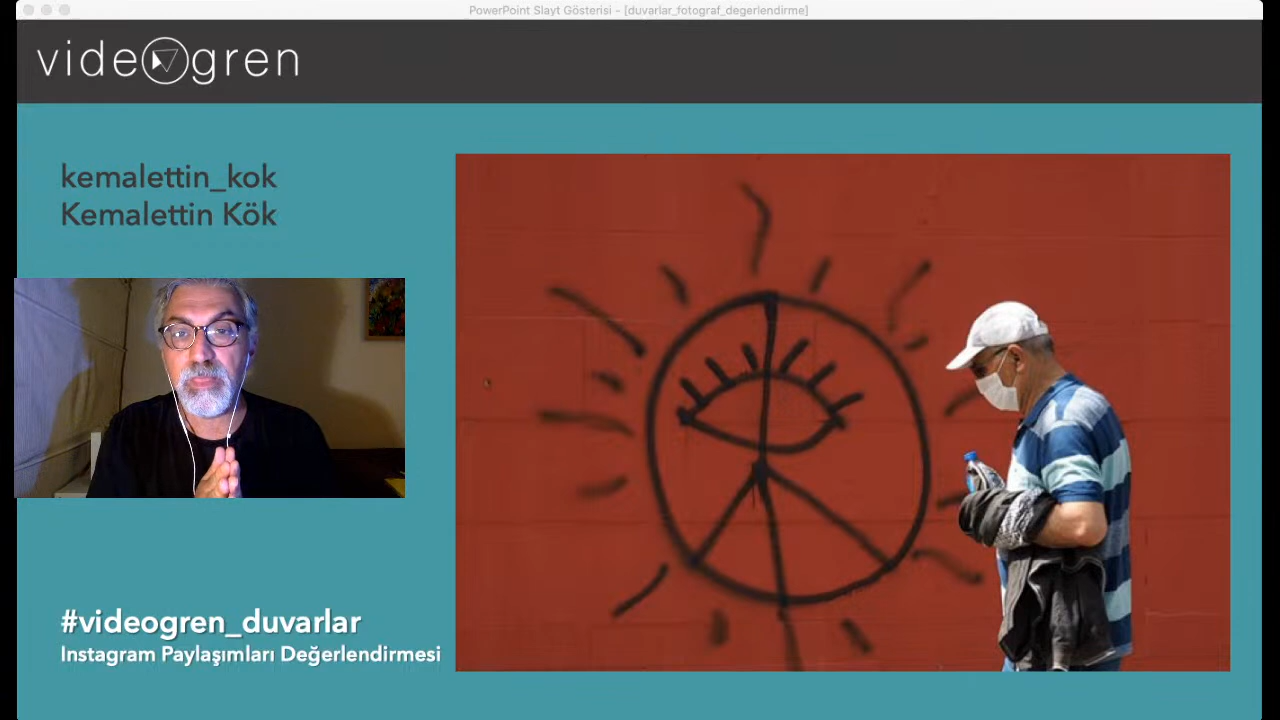 PowerPoint Slayt Gösterisi - [duvarlar_fotograf_degerlendirme]
videogren
kemalettin_kok
Kemalettin Kök
#videogren_duvarlar
Instagram Paylaşımları Değerlendirmesi